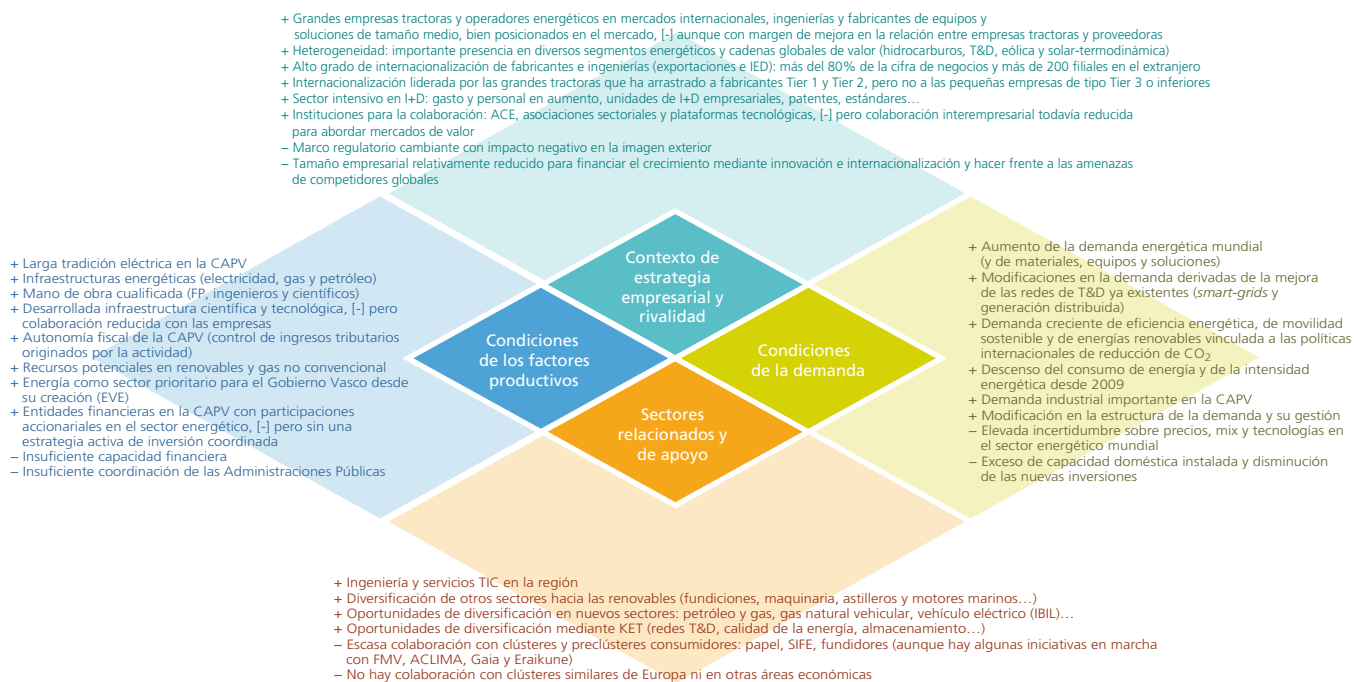 + Grandes empresas tractoras y operadores energéticos en mercados internacionales, ingenierías y fabricantes de equipos y
soluciones de tamaño medio, bien posicionados en el mercado, [-] aunque con margen de mejora en la relación entre empresas tractoras y proveedoras
+ Heterogeneidad: importante presencia en diversos segmentos energéticos y cadenas globales de valor (hidrocarburos, T&D, eólica y solar-termodinámica)
+ Alto grado de internacionalización de fabricantes e ingenierías (exportaciones e IED): más del 80% de la cifra de negocios y más de 200 filiales en el extranjero
+ Internacionalización liderada por las grandes tractoras que ha arrastrado a fabricantes Tier 1 y Tier 2, pero no a las pequeñas empresas de tipo Tier 3 o inferiores
+ Sector intensivo en I+D: gasto y personal en aumento, unidades de I+D empresariales, patentes, estándares…
+ Instituciones para la colaboración: ACE, asociaciones sectoriales y plataformas tecnológicas, [-] pero colaboración interempresarial todavía reducida
para abordar mercados de valor
− Marco regulatorio cambiante con impacto negativo en la imagen exterior
− Tamaño empresarial relativamente reducido para financiar el crecimiento mediante innovación e internacionalización y hacer frente a las amenazas
de competidores globales
+ Larga tradición eléctrica en la CAPV
+ Infraestructuras energéticas (electricidad, gas y petróleo)
+ Mano de obra cualificada (FP, ingenieros y científicos)
+ Desarrollada infraestructura científica y tecnológica, [-] pero
colaboración reducida con las empresas
+ Autonomía fiscal de la CAPV (control de ingresos tributarios
originados por la actividad)
+ Recursos potenciales en renovables y gas no convencional
+ Energía como sector prioritario para el Gobierno Vasco desde
su creación (EVE)
+ Entidades financieras en la CAPV con participaciones
accionariales en el sector energético, [-] pero sin una
estrategia activa de inversión coordinada
− Insuficiente capacidad financiera
− Insuficiente coordinación de las Administraciones Públicas
Contexto de
estrategia
empresarial y
rivalidad
Condiciones
de los factores
productivos
Condiciones
de la demanda
Sectores
relacionados y
de apoyo
+ Aumento de la demanda energética mundial
(y de materiales, equipos y soluciones)
+ Modificaciones en la demanda derivadas de la mejora
de las redes de T&D ya existentes (smart-grids y
generación distribuida)
+ Demanda creciente de eficiencia energética, de movilidad
sostenible y de energías renovables vinculada a las políticas
internacionales de reducción de CO2
+ Descenso del consumo de energía y de la intensidad
energética desde 2009
+ Demanda industrial importante en la CAPV
+ Modificación en la estructura de la demanda y su gestión
− Elevada incertidumbre sobre precios, mix y tecnologías en
el sector energético mundial
− Exceso de capacidad doméstica instalada y disminución
de las nuevas inversiones
+ Ingeniería y servicios TIC en la región
+ Diversificación de otros sectores hacia las renovables (fundiciones, maquinaria, astilleros y motores marinos…)
+ Oportunidades de diversificación en nuevos sectores: petróleo y gas, gas natural vehicular, vehículo eléctrico (IBIL)…
+ Oportunidades de diversificación mediante KET (redes T&D, calidad de la energía, almacenamiento…)
− Escasa colaboración con clústeres y preclústeres consumidores: papel, SIFE, fundidores (aunque hay algunas iniciativas en marcha
con FMV, ACLIMA, Gaia y Eraikune)
− No hay colaboración con clústeres similares de Europa ni en otras áreas económicas